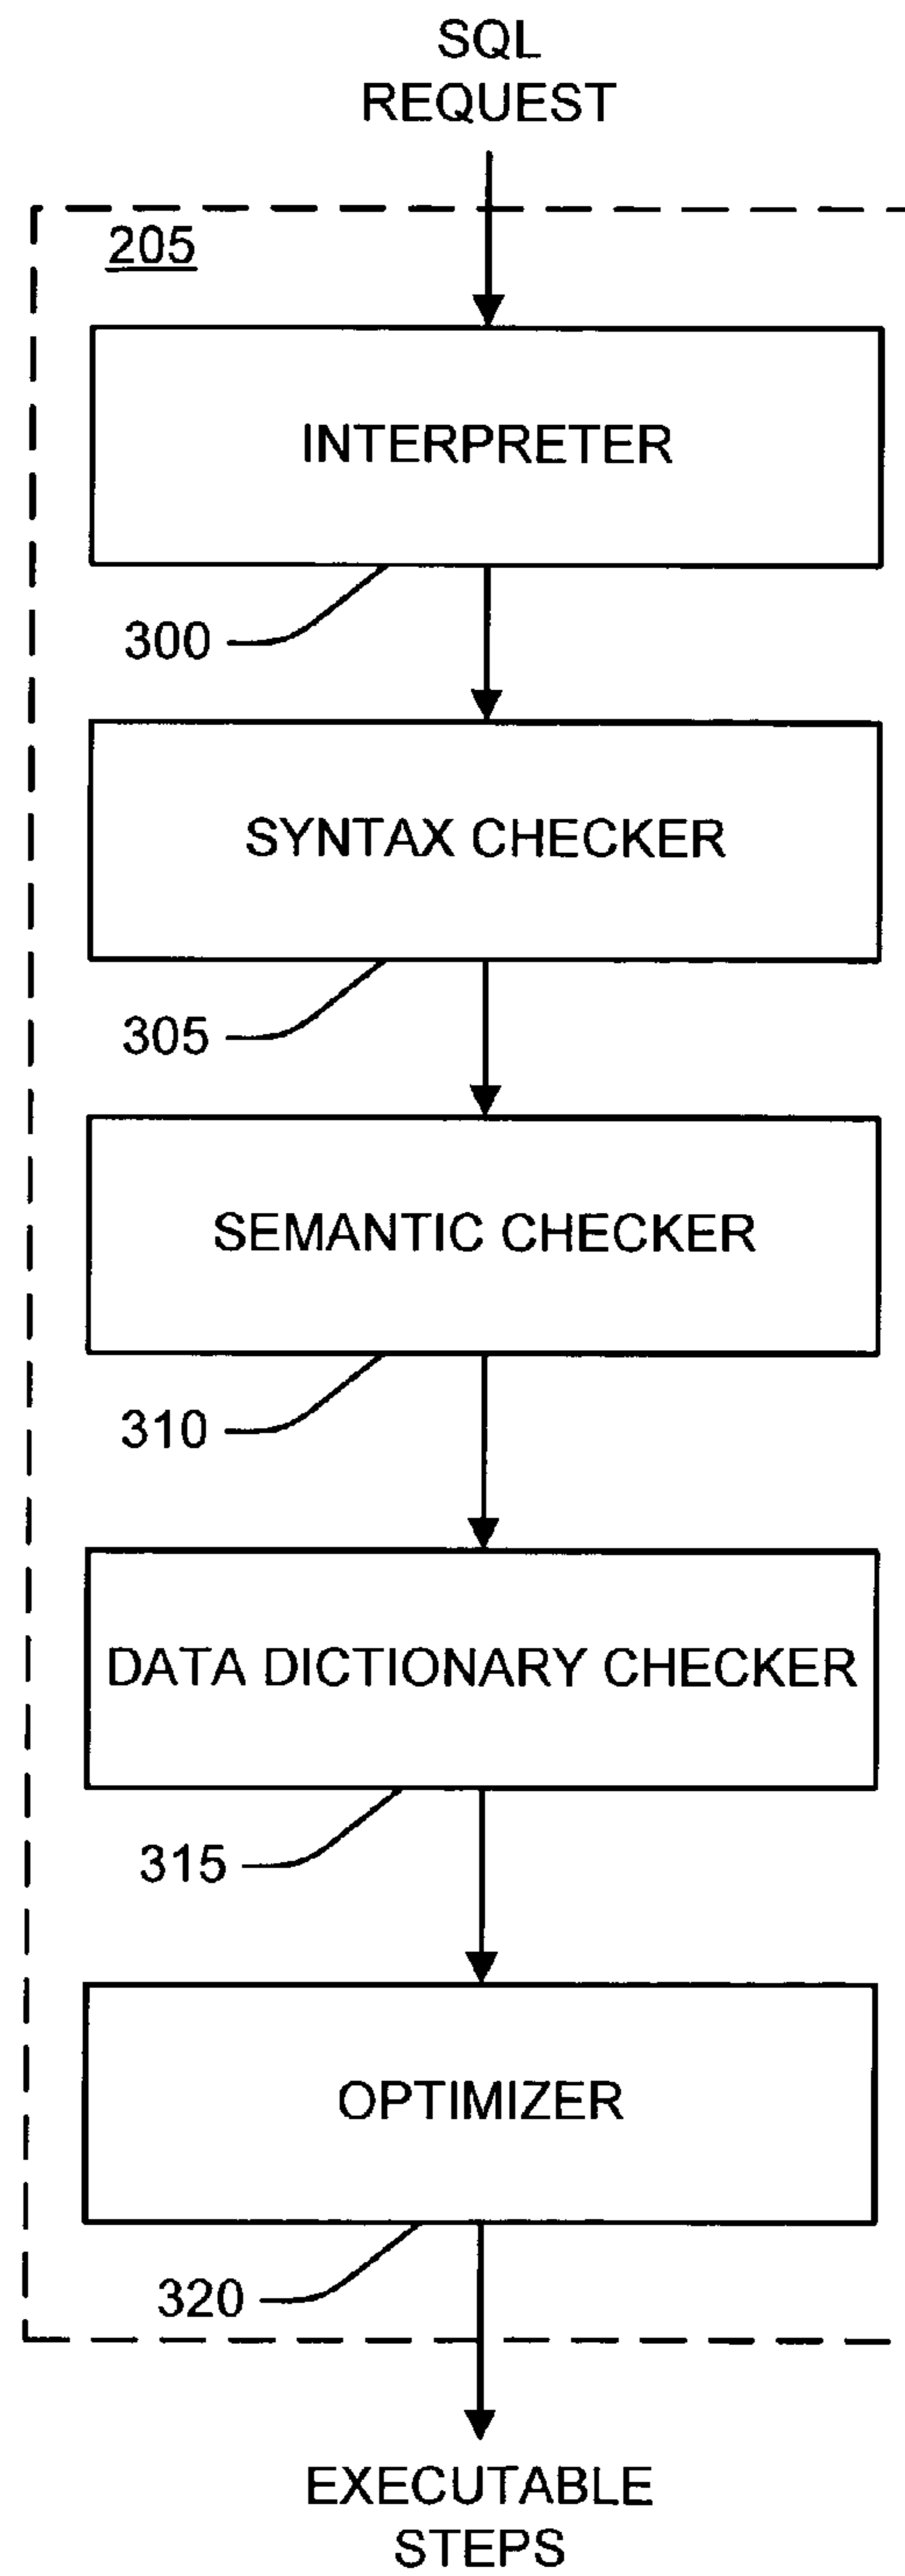 SQL
REQUEST
205
INTERPRETER
300
SYNTAX CHECKER
305
SEMANTIC CHECKER
310
DATA DICTIONARY CHECKER
315
OPTIMIZER
320
EXECUTABLE
STEPS